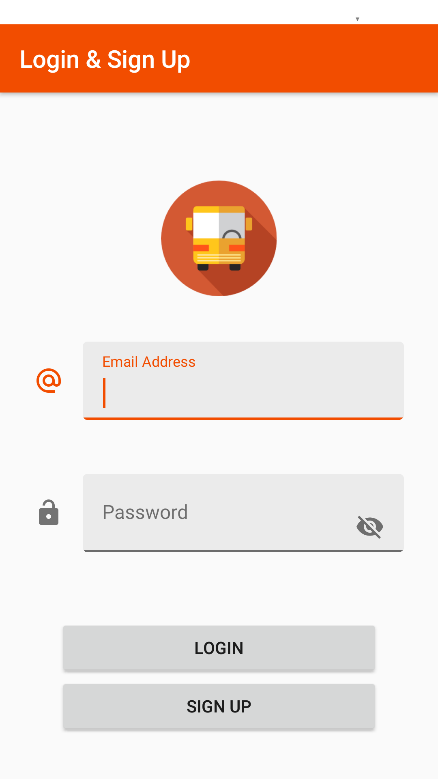 Login & Sign Up
Email Address
Password
LOGIN
SIGN UP